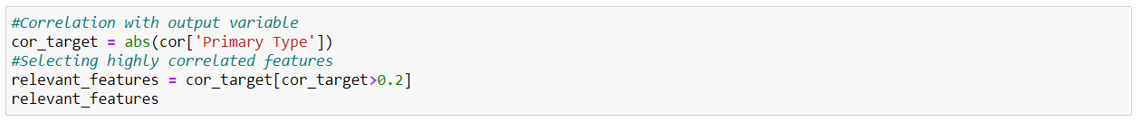 #Correlation with output variable
cor_target = abs(cor['Primary Type'])
#Selecting highly correlated features
relevant_features = cor_target[cor_target>0.2]
relevant_features